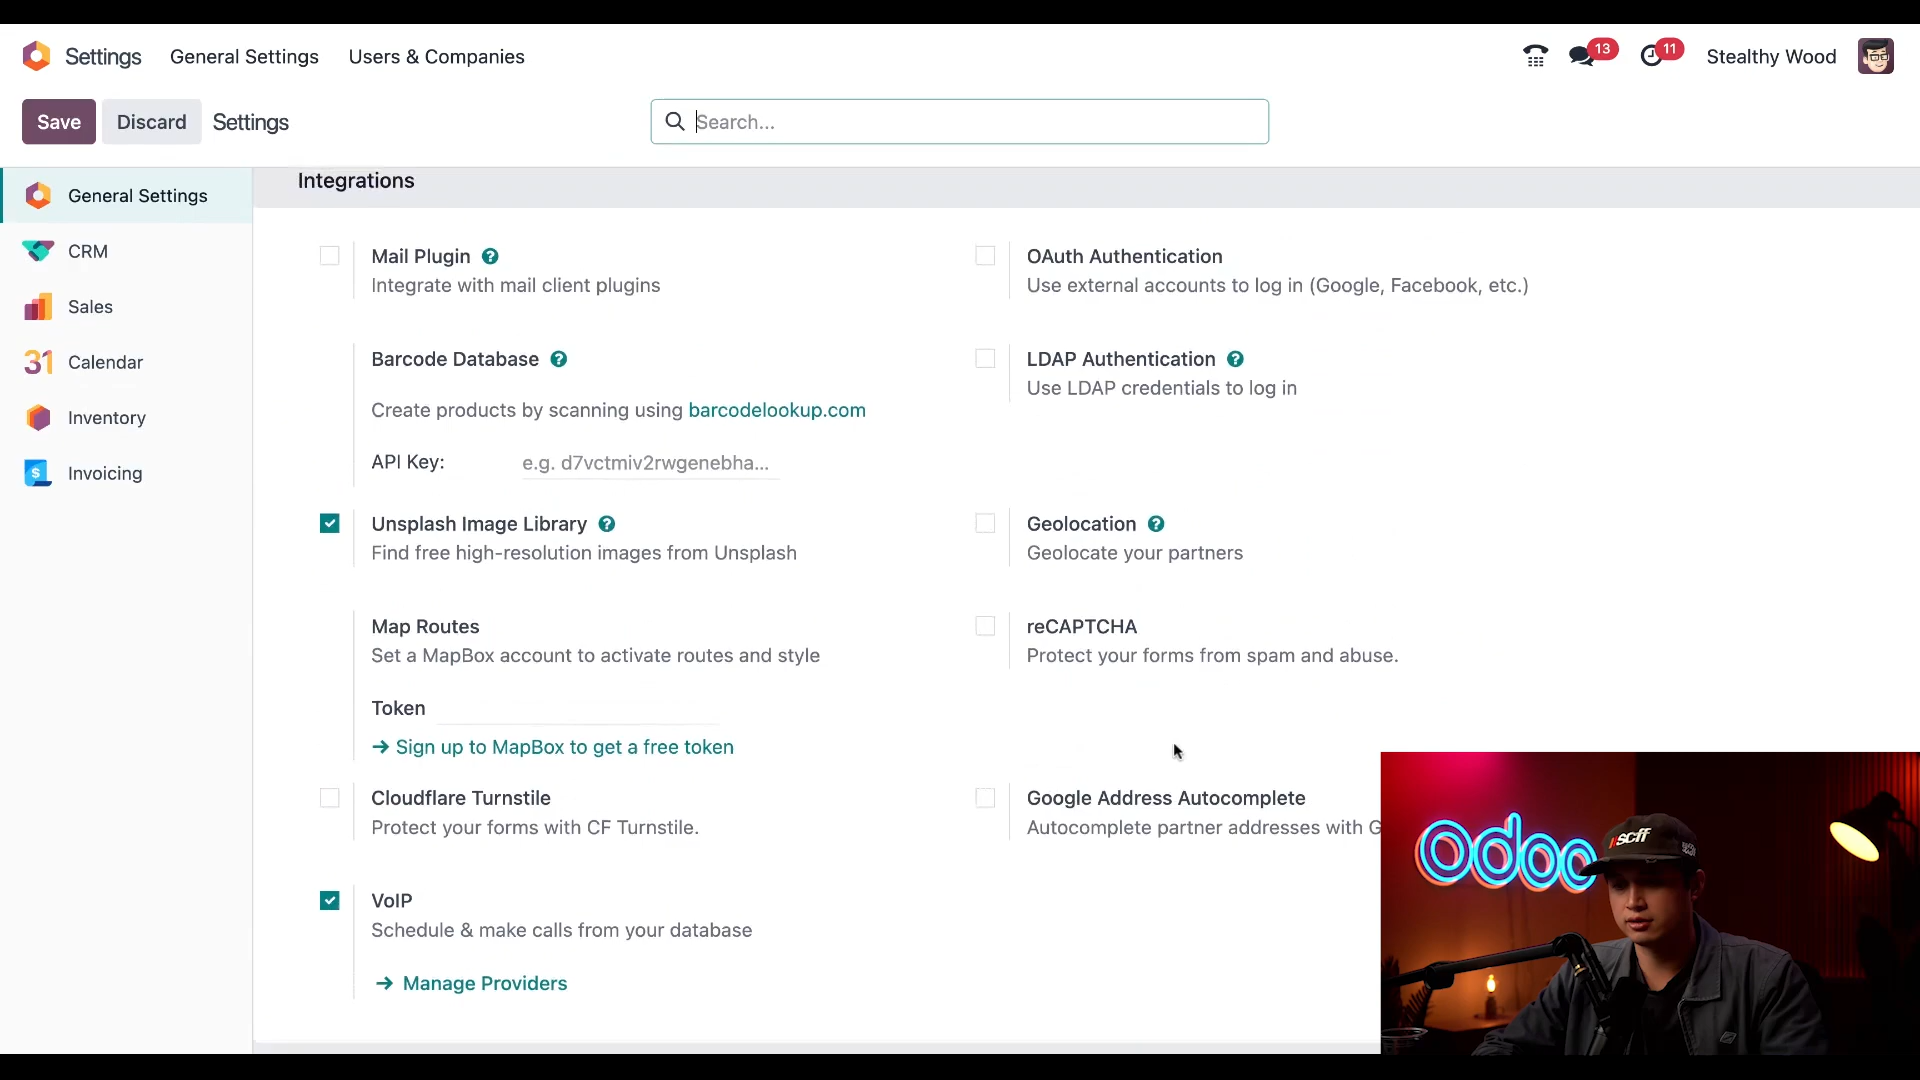 Settings
General Settings
Users & Companies
13
11
Stealthy Wood
Save
Discard
Settings
Search...
General Settings
CRM
Sales
31
Calendar
Inventory
$
Invoicing
Integrations
Mail Plugin ?
Integrate with mail client plugins
OAuth Authentication
Use external accounts to log in (Google, Facebook, etc.)
Barcode Database ?
Create products by scanning using barcodelookup.com
API Key: e.g. d7vctmiv2rwgenebha...
LDAP Authentication ?
Use LDAP credentials to log in
Unsplash Image Library ?
Find free high-resolution images from Unsplash
Geolocation ?
Geolocate your partners
Map Routes
Set a MapBox account to activate routes and style
Token
→ Sign up to MapBox to get a free token
reCAPTCHA
Protect your forms from spam and abuse.
Cloudflare Turnstile
Protect your forms with CF Turnstile.
Google Address Autocomplete
Autocomplete partner addresses with G
VoIP
Schedule & make calls from your database
→ Manage Providers
odoo
//scff